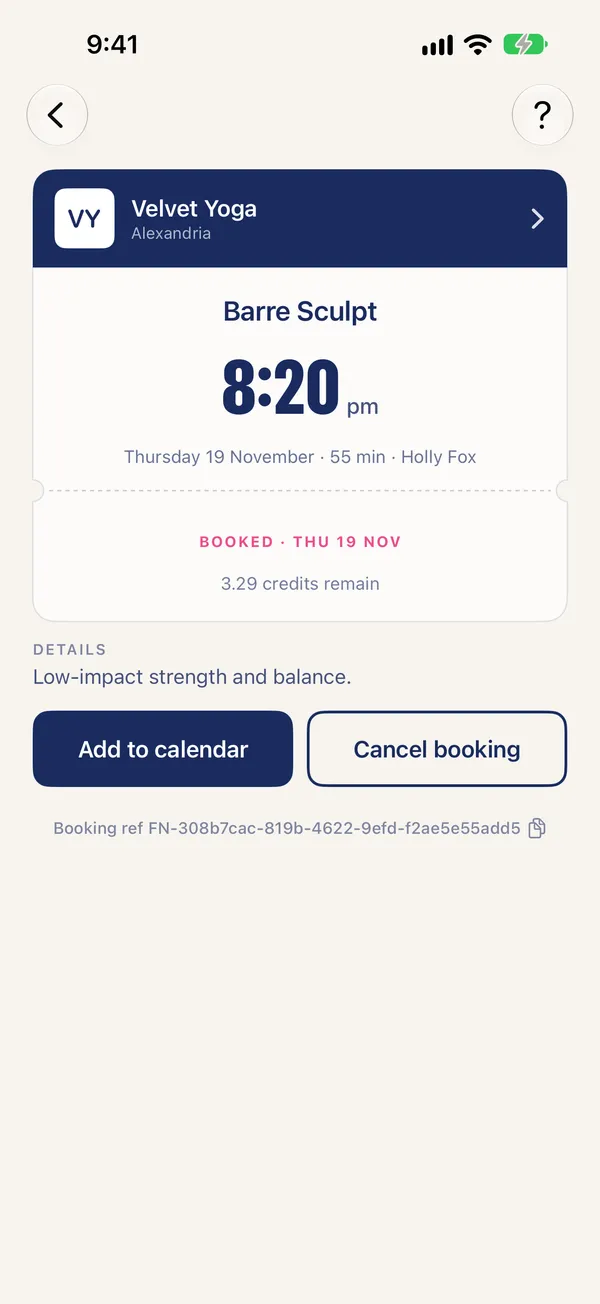 9:41
?
VY
Velvet Yoga
Alexandria
Barre Sculpt
8:20 pm
Thursday 19 November · 55 min · Holly Fox
BOOKED · THU 19 NOV
3.29 credits remain
DETAILS
Low-impact strength and balance.
Add to calendar
Cancel booking
Booking ref FN-308b7cac-819b-4622-9efd-f2ae5e55add5